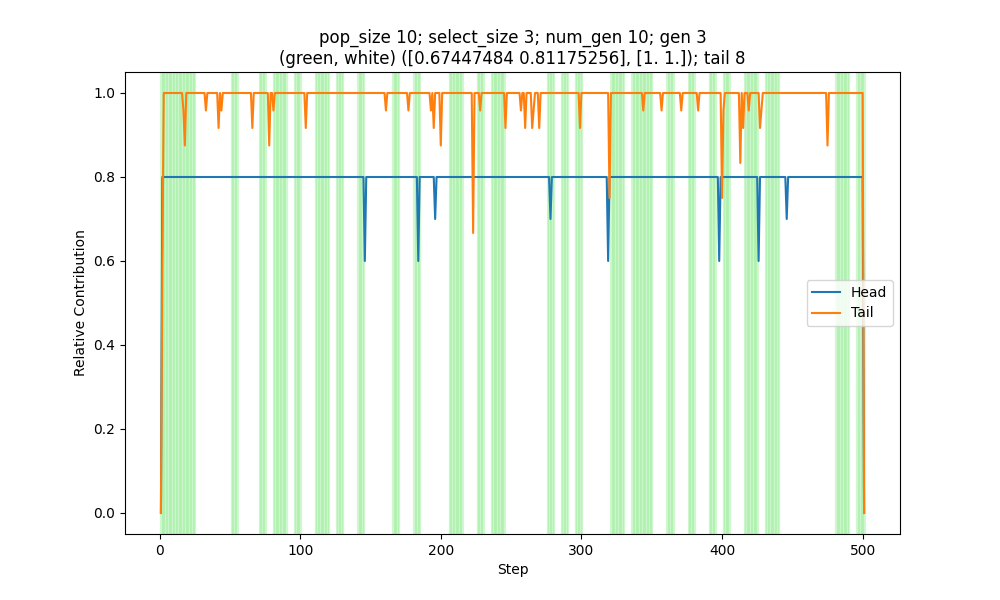 pop_size 10; select_size 3; num_gen 10; gen 3
(green, white) ([0.67447484 0.81175256], [1. 1.]); tail 8
1.0
0.8
0.6
0.4
0.2
0.0
Relative Contribution
Head
Tail
0 100 200 300 400 500
Step